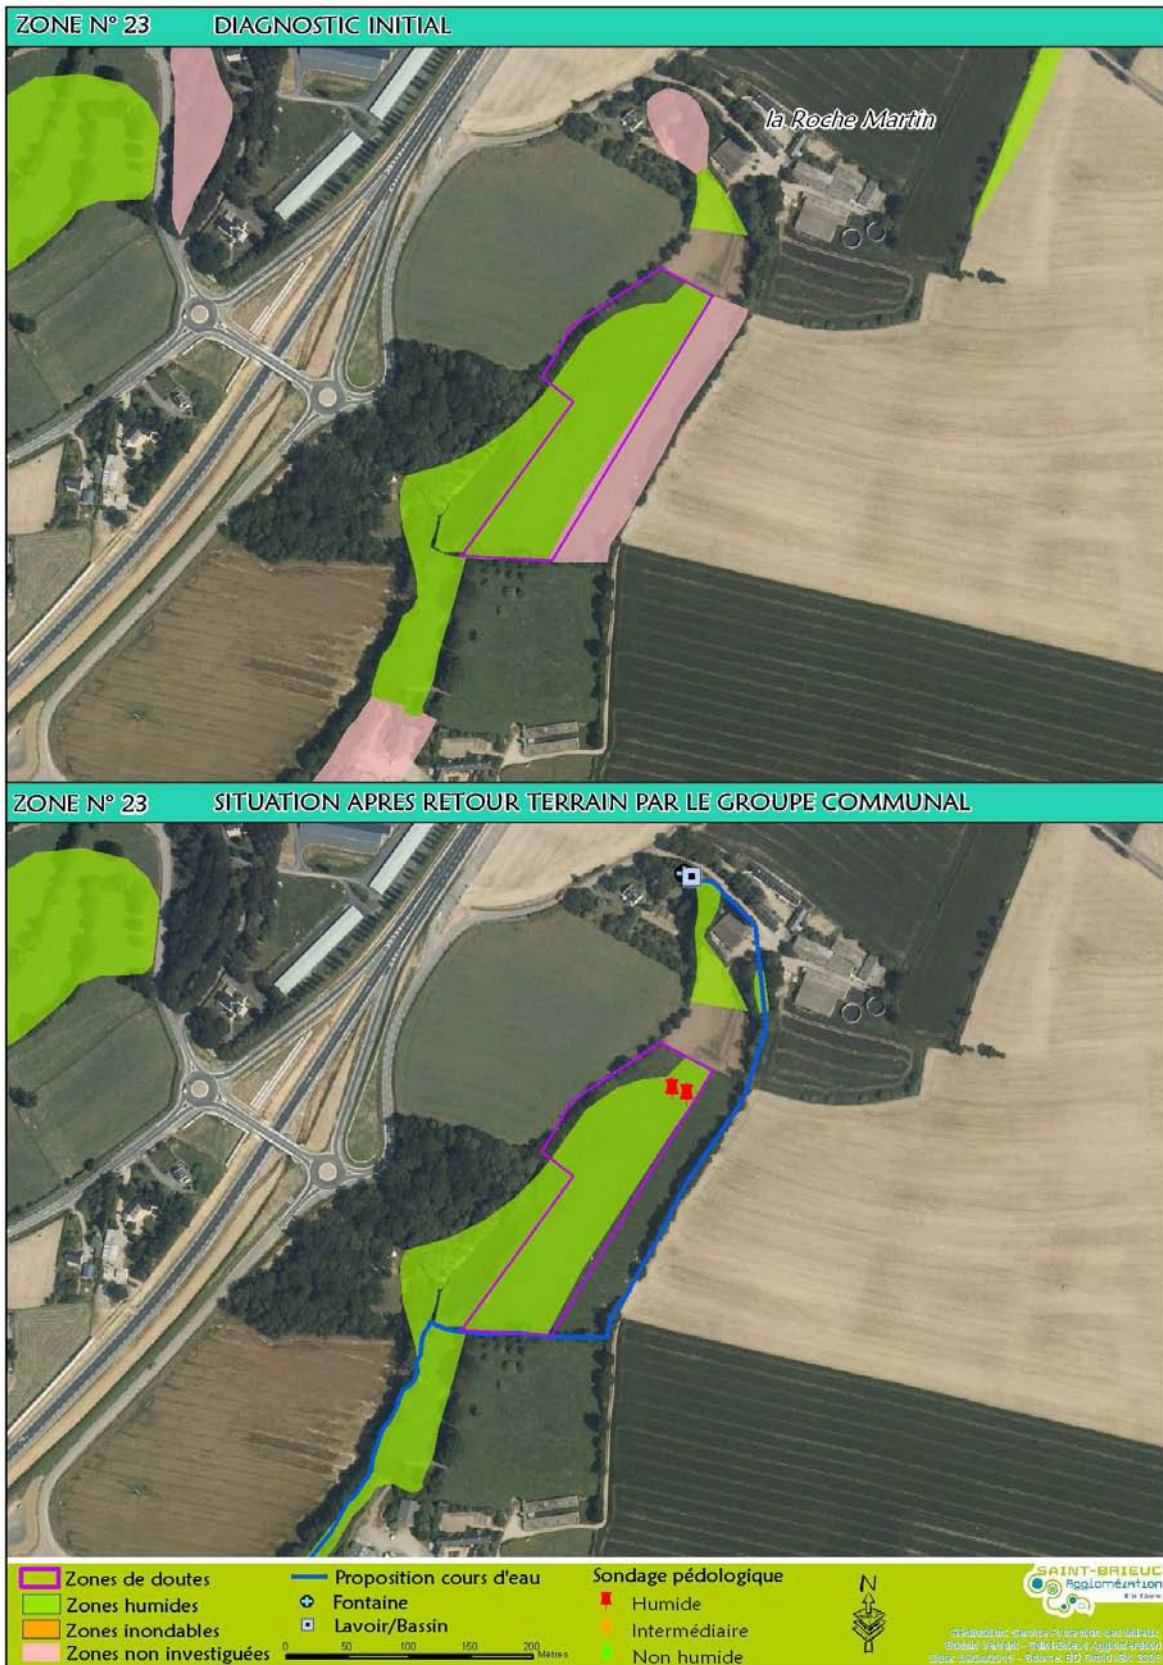 ZONE N° 23 DIAGNOSTIC INITIAL
la Roche Martin
ZONE N° 23 SITUATION APRES RETOUR TERRAIN PAR LE GROUPE COMMUNAL
Zones de doutes
Zones humides
Zones inondables
Zones non investiguées
Proposition cours d'eau
Fontaine
Lavoir/Bassin
0 50 100 150 200
Mètres
Sondage pédologique
Humide
Intermédiaire
Non humide
N
SAINT-BRIEUC
Agglomération